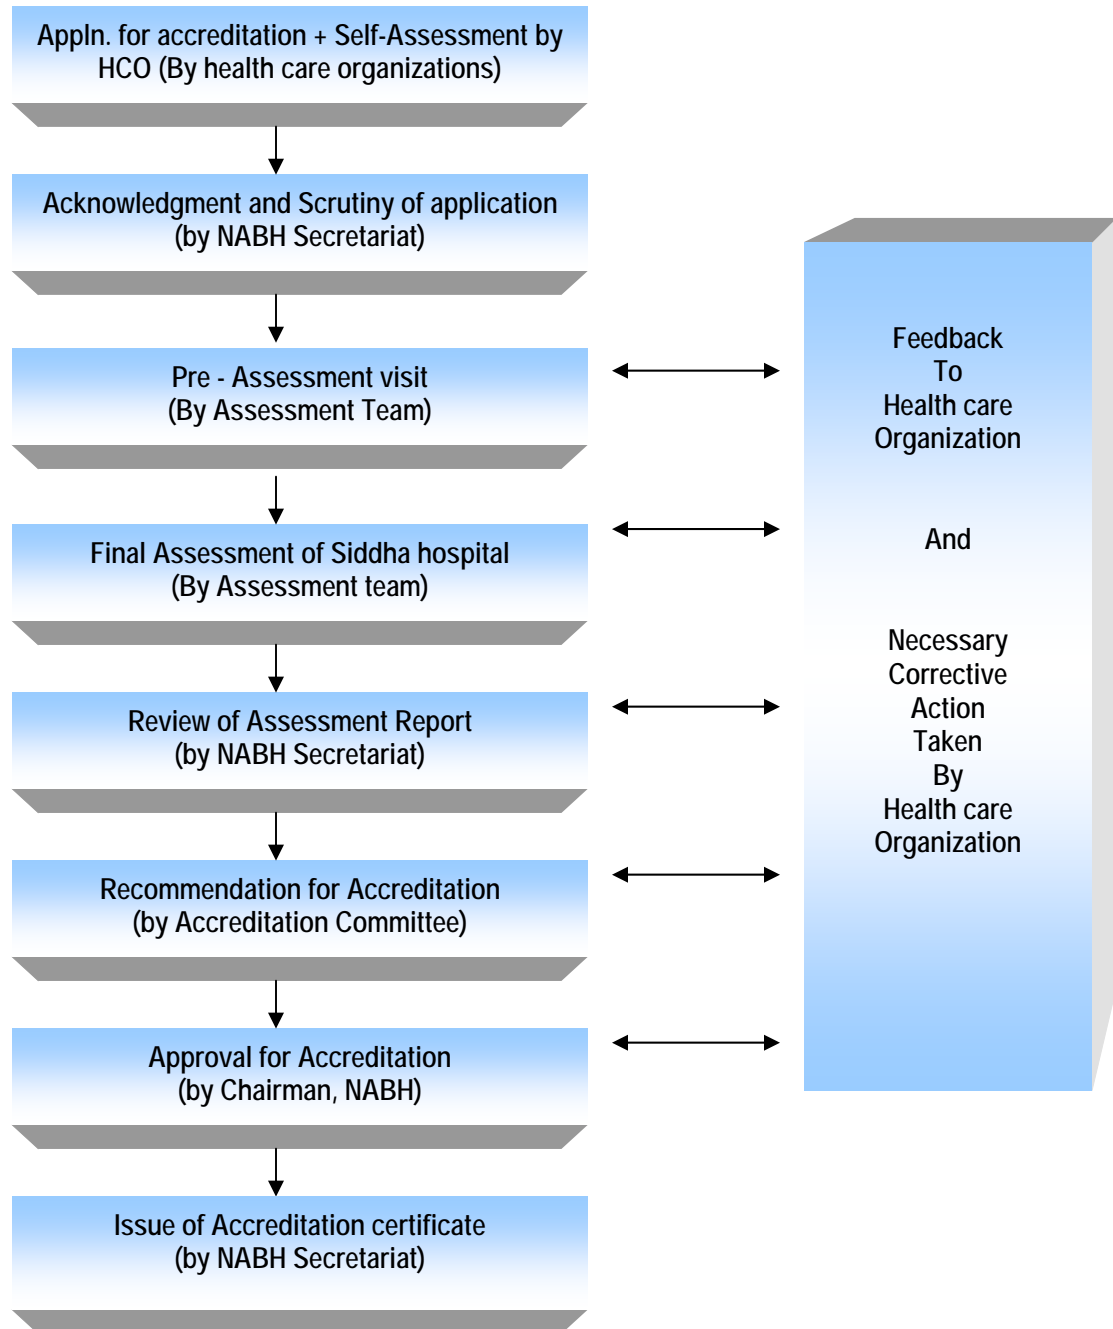 Appln. for accreditation + Self-Assessment by
HCO (By health care organizations)
Acknowledgment and Scrutiny of application
(by NABH Secretariat)
Pre - Assessment visit
(By Assessment Team)
Final Assessment of Siddha hospital
(By Assessment team)
Review of Assessment Report
(by NABH Secretariat)
Recommendation for Accreditation
(by Accreditation Committee)
Approval for Accreditation
(by Chairman, NABH)
Issue of Accreditation certificate
(by NABH Secretariat)
Feedback
To
Health care
Organization
And
Necessary
Corrective
Action
Taken
By
Health care
Organization